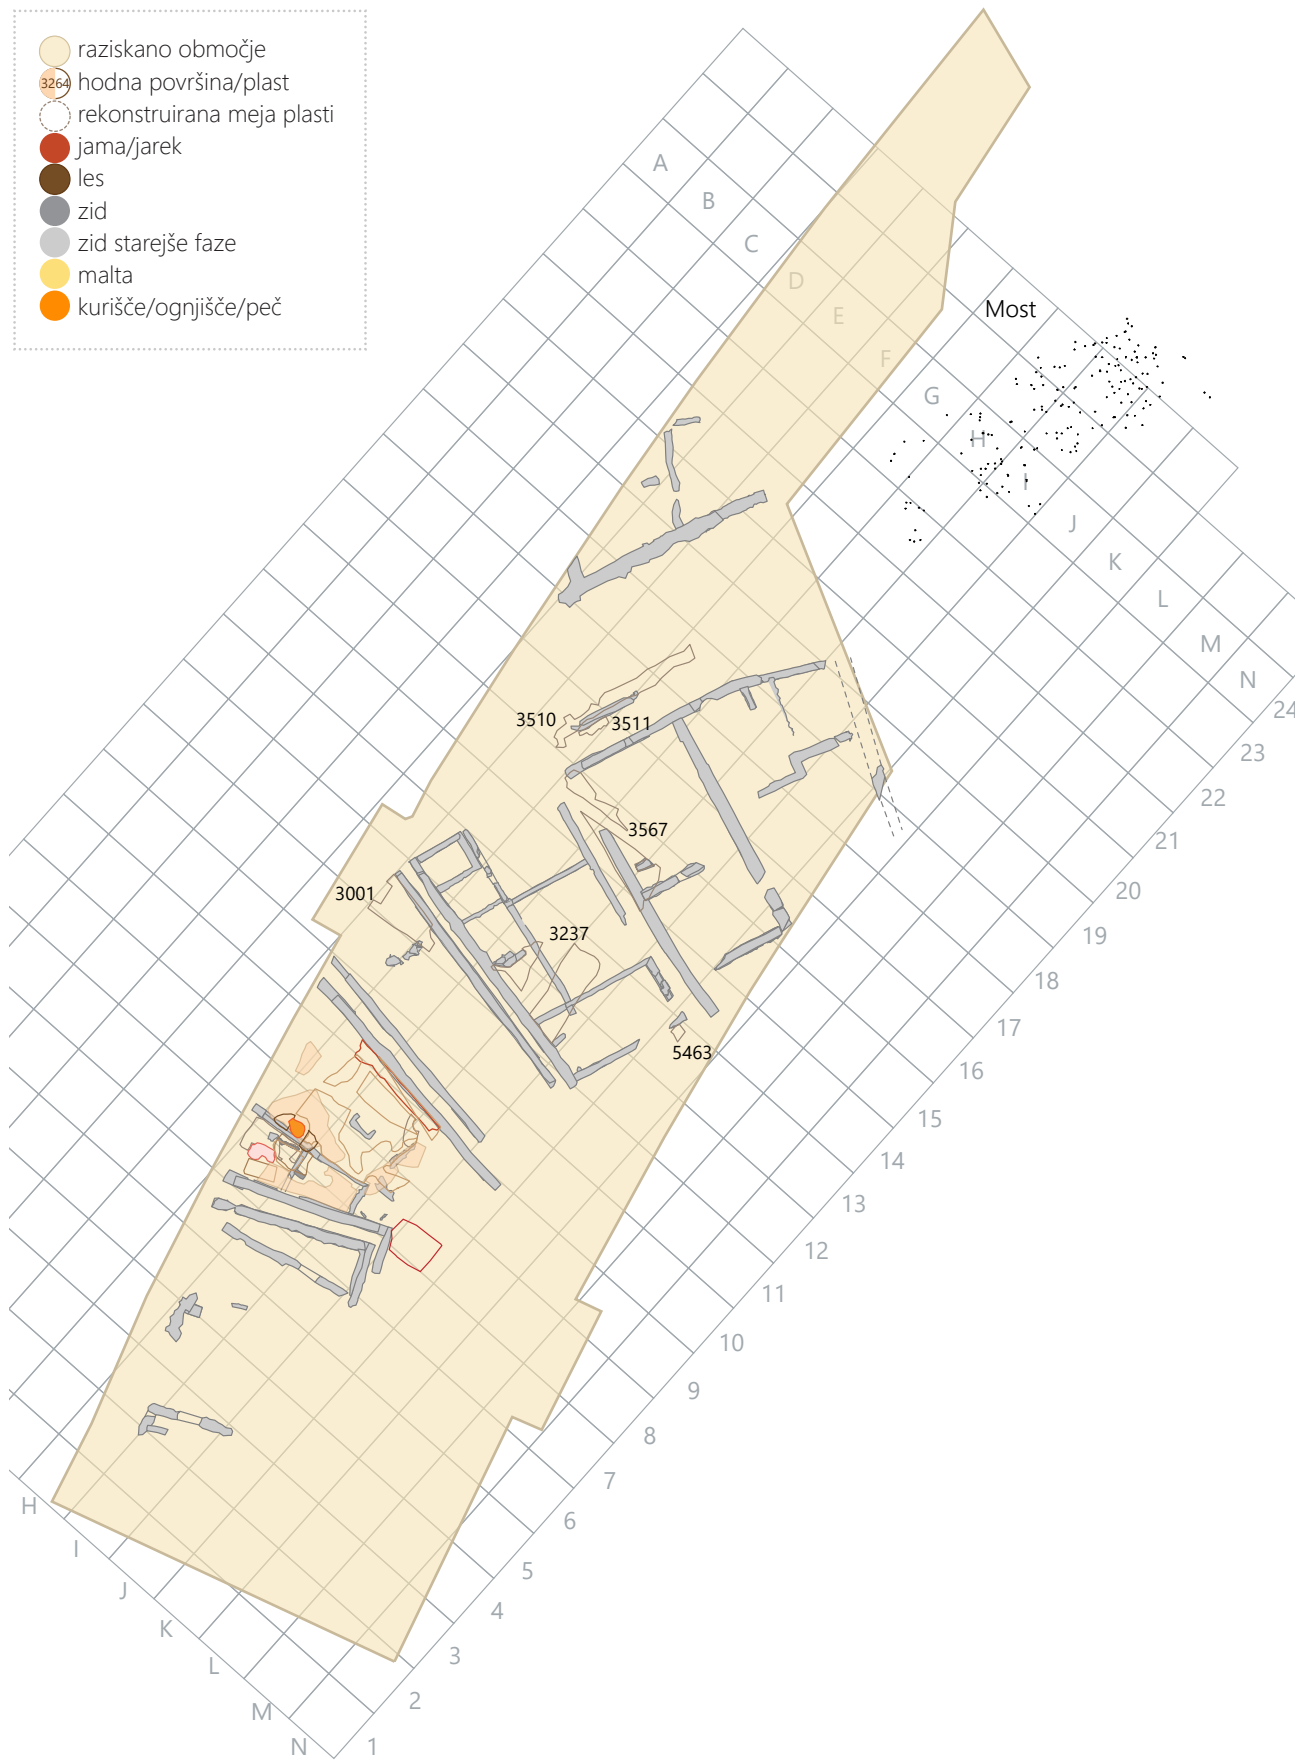 raziskano območje
3264 hodna površina/plast
rekonstruirana meja plasti
jama/jarek
les
zid
zid starejše faze
malta
kurišče/ognjišče/peč
A
B
C
D
E
F
G
H
I
J
K
L
M
N
24
23
22
21
20
19
18
17
16
15
14
13
12
11
10
9
8
7
6
5
4
3
2
1
Most
3510
3511
3567
3001
3237
5463
H
I
J
K
L
M
N